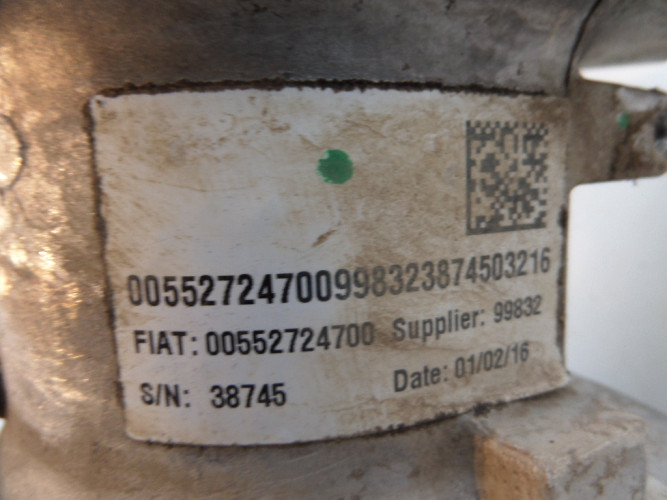 00552724700998323874503216
FIAT: 00552724700 Supplier: 99832
S/N: 38745 Date: 01/02/16